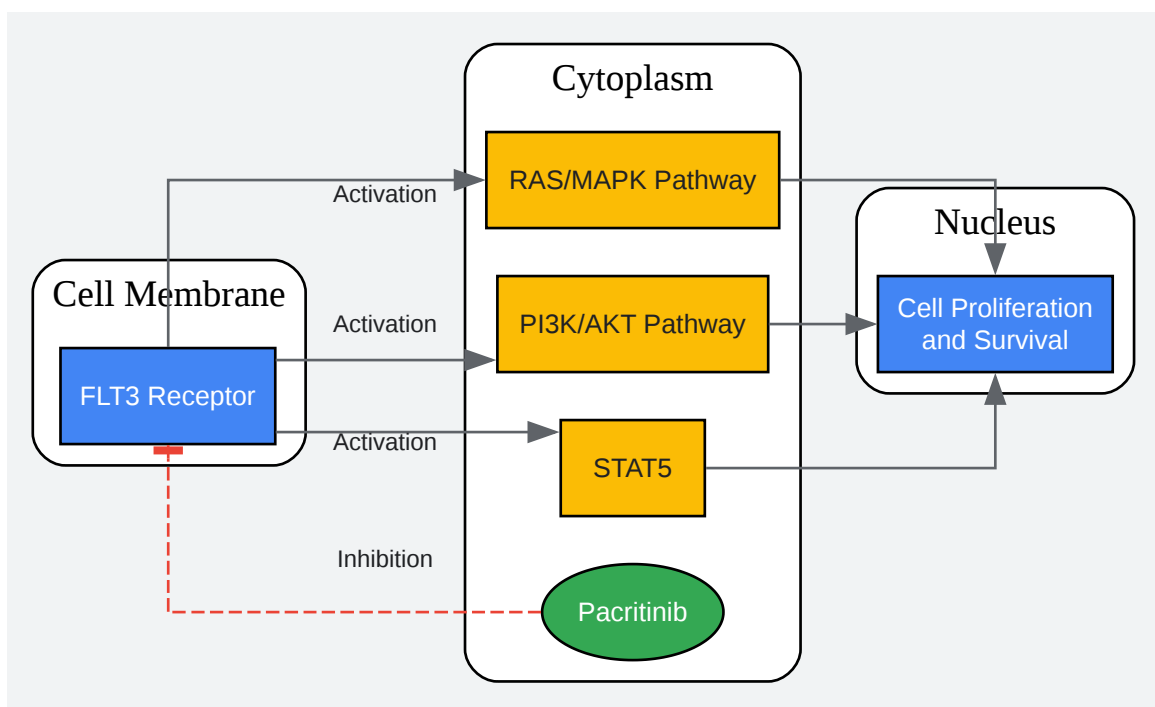 Cytoplasm
RAS/MAPK Pathway
Activation
Nucleus
Cell Membrane
Cell Proliferation
and Survival
Activation
PI3K/AKT Pathway
FLT3 Receptor
Activation
STAT5
Inhibition
Pacritinib